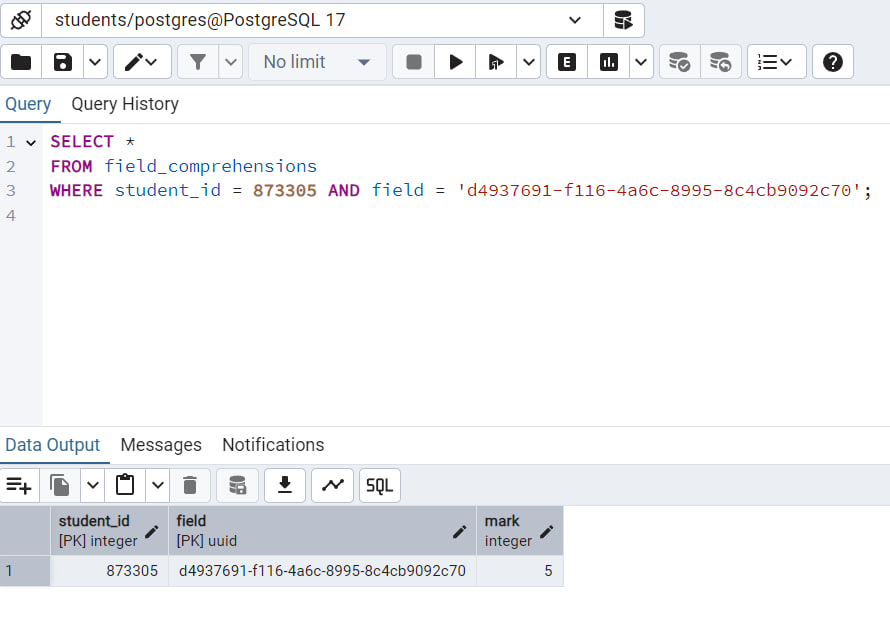 students/postgres@PostgreSQL 17
No limit
E
Query Query History
1 SELECT *
2 FROM field_comprehensions
3 WHERE student_id = 873305 AND field = 'd4937691-f116-4a6c-8995-8c4cb9092c70';
4
Data Output Messages Notifications
SQL
student_id field mark
[PK] integer [PK] uuid integer
1 873305 d4937691-f116-4a6c-8995-8c4cb9092c70 5